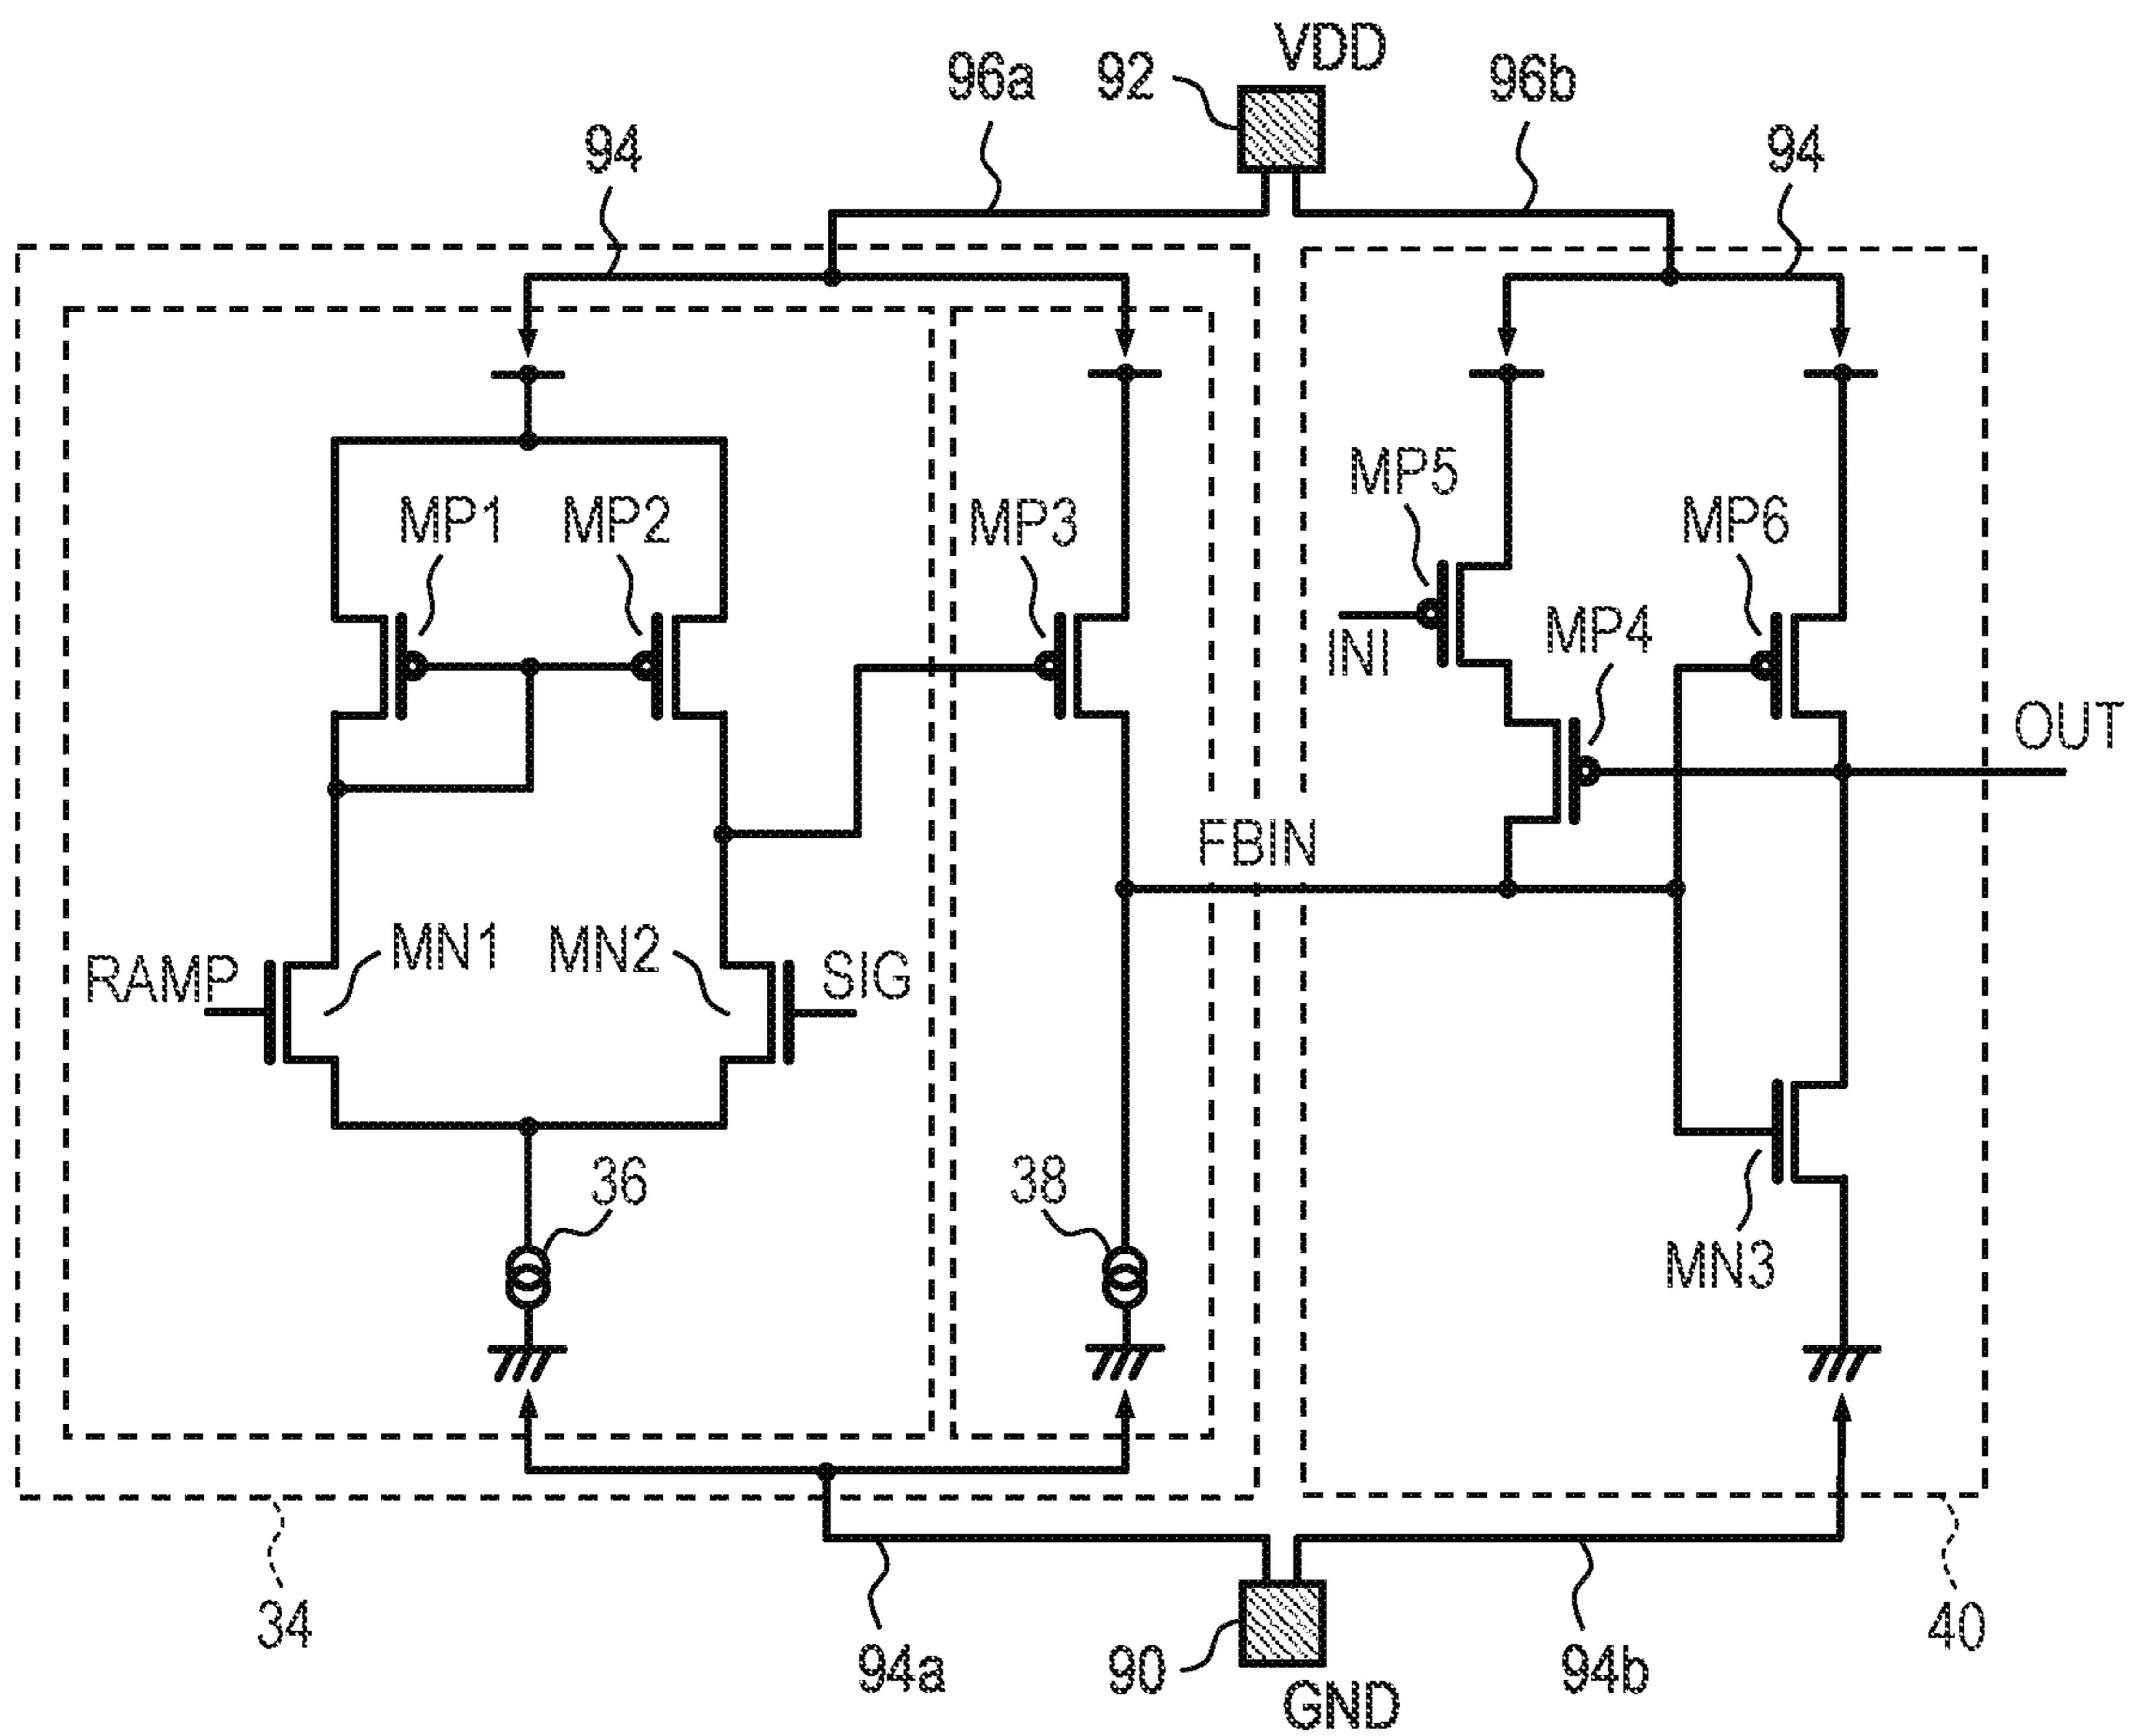 VDD
96a
92
96b
94
94
MP5
MP1
MP2
MP3
MP6
INI
MP4
OUT
FBIN
RAMP
MN1
MN2
SIG
36
38
MN3
34
94a
90
94b
40
GND